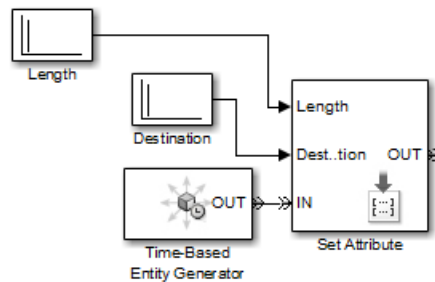 Length
Destination
Length
Dest..tion OUT
OUT
IN
Set Attribute
Time-Based
Entity Generator